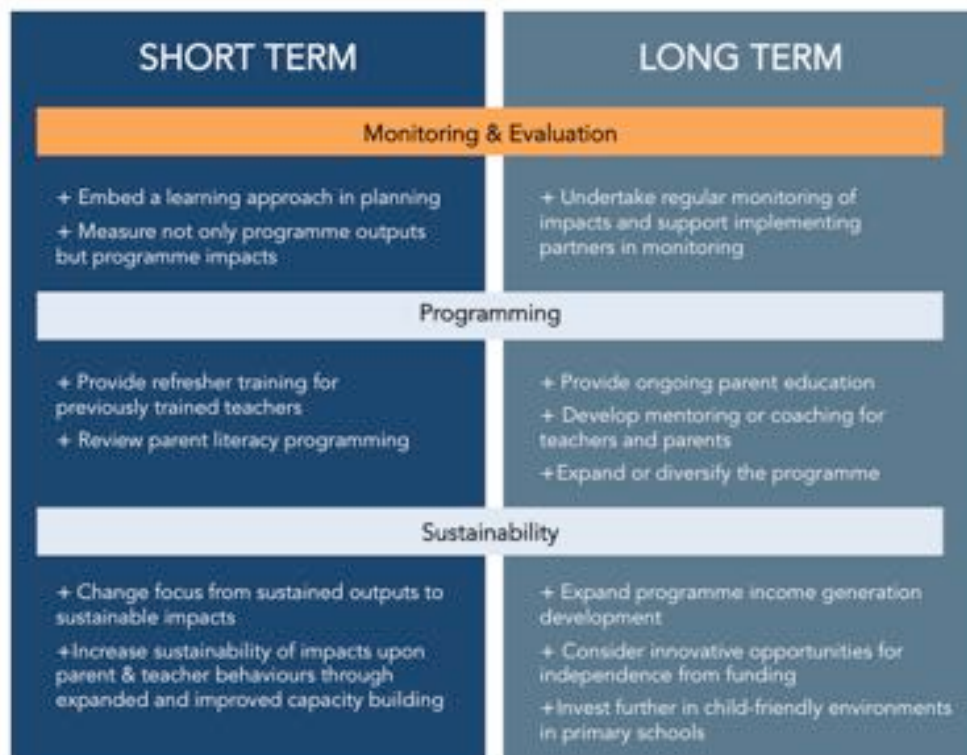 SHORT TERM
LONG TERM
Monitoring & Evaluation
+ Embed a learning approach in planning
+ Measure not only programme outputs
but programme impacts
+ Undertake regular monitoring of
impacts and support implementing
partners in monitoring
Programming
+ Provide refresher training for
previously trained teachers
+ Review parent literacy programming
+ Provide ongoing parent education
+ Develop mentoring or coaching for
teachers and parents
+Expand or diversify the programme
Sustainability
+ Change focus from sustained outputs to
sustainable impacts
+Increase sustainability of impacts upon
parent & teacher behaviours through
expanded and improved capacity building
+ Expand programme income generation
development
+ Consider innovative opportunities for
independence from funding
+Invest further in child-friendly environments
in primary schools